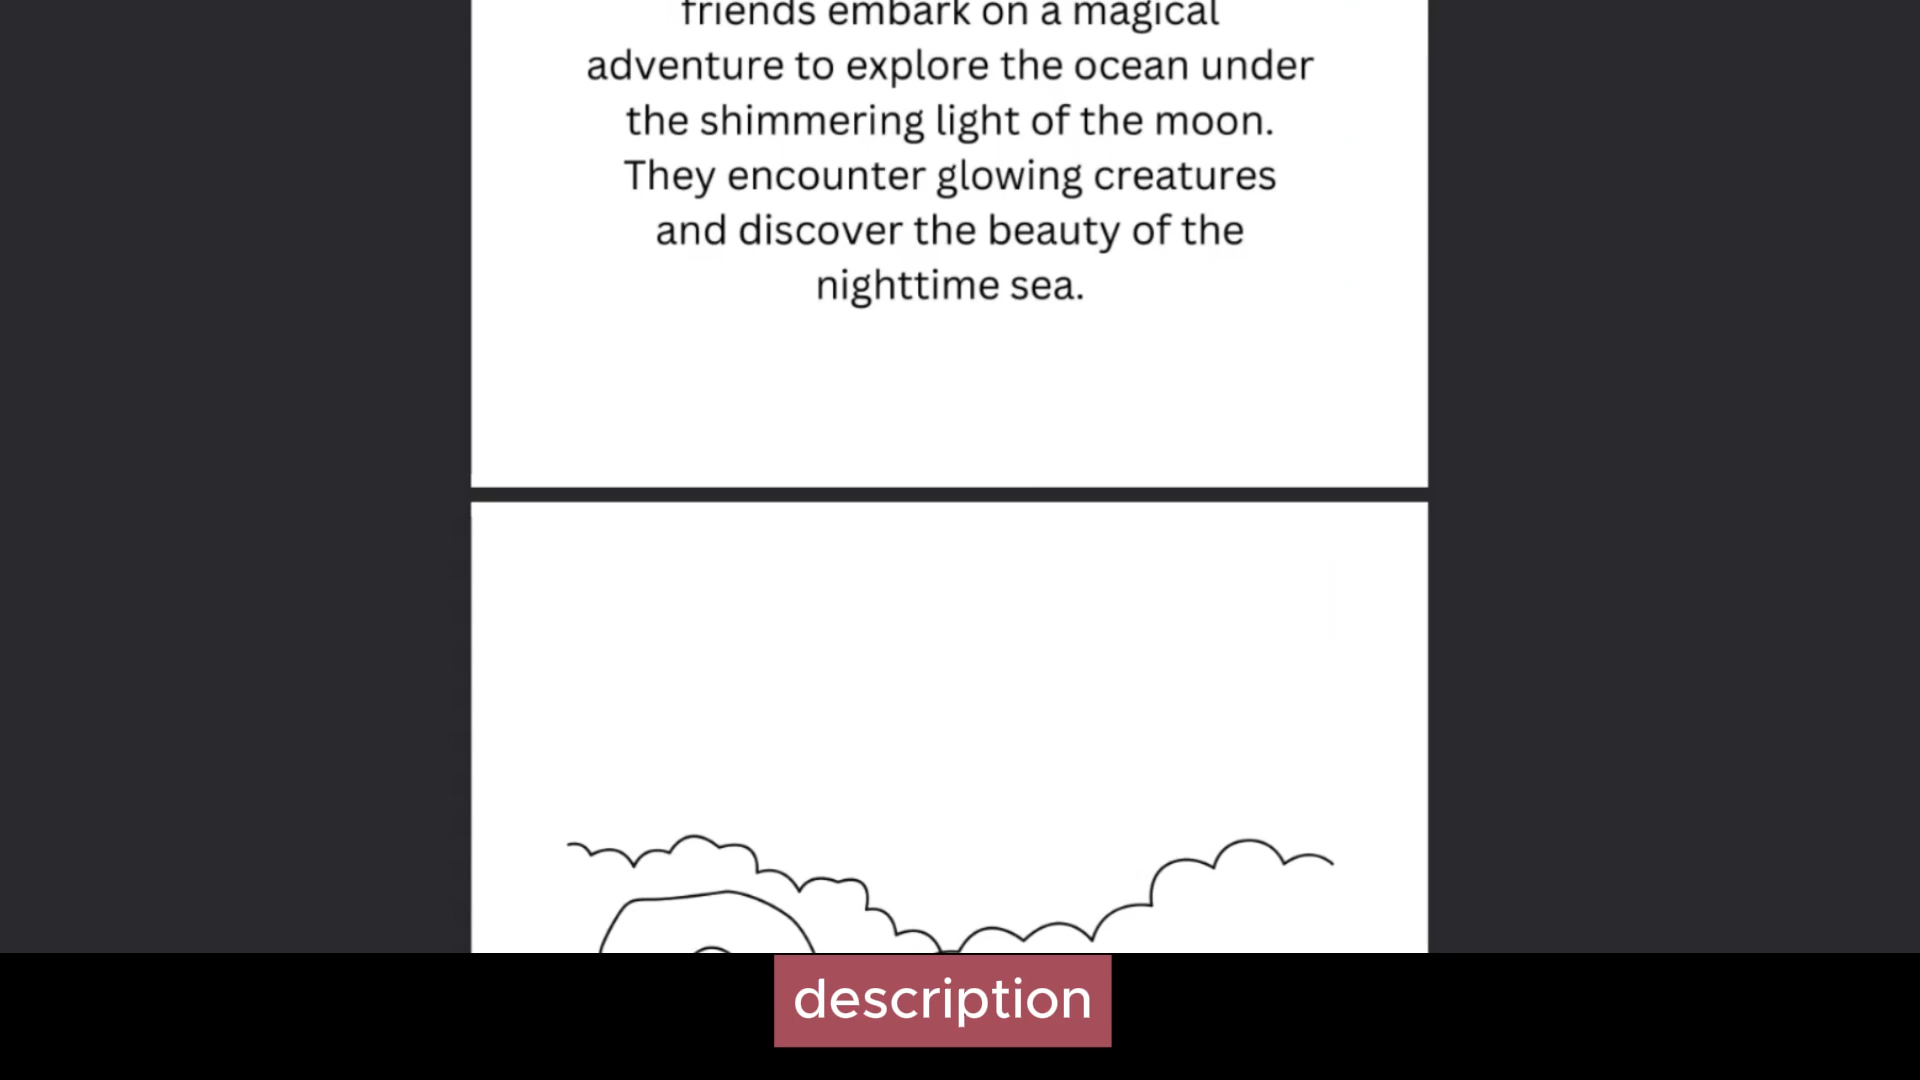 friends embark on a magical
adventure to explore the ocean under
the shimmering light of the moon.
They encounter glowing creatures
and discover the beauty of the
nighttime sea.
description